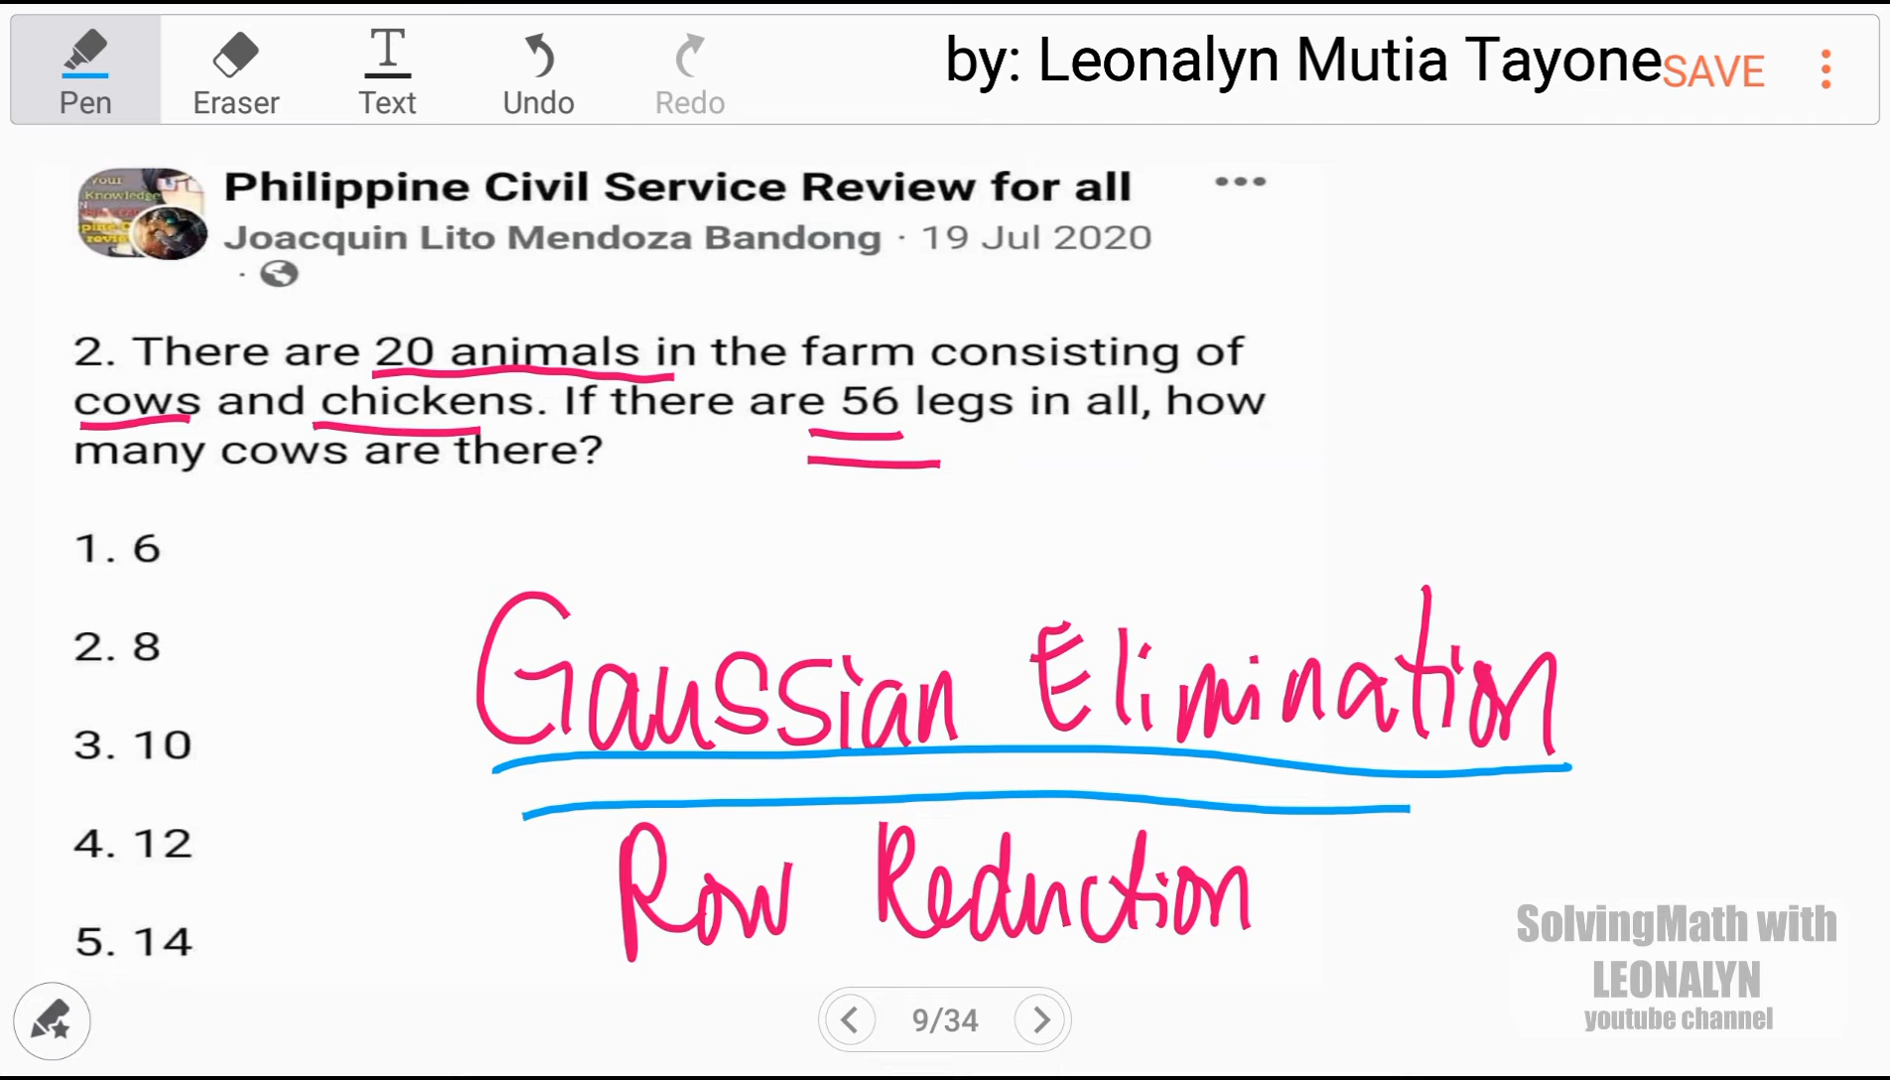 by: Leonalyn Mutia Tayone
SAVE
Pen
Eraser
T
Text
Undo
Redo
your
Knowledge
Philippine Civil Service Review for all
Joacquin Lito Mendoza Bandong · 19 Jul 2020
2. There are 20 animals in the farm consisting of
cows and chickens. If there are 56 legs in all, how
many cows are there?
1. 6
2. 8
3. 10
4. 12
5. 14
Gaussian Elimination
Row Reduction
SolvingMath with
LEONALYN
youtube channel
9/34